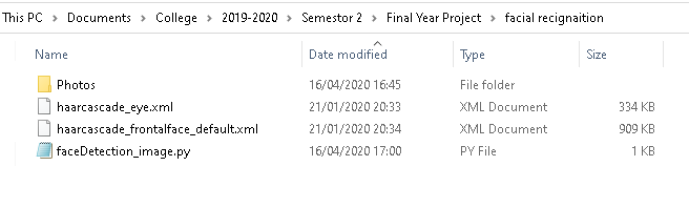 This PC > Documents > College > 2019-2020 > Semestor 2 > Final Year Project > facial recignaition
Name Date modified Type Size
Photos 16/04/2020 16:45 File folder
haarcascade_eye.xml 21/01/2020 20:33 XML Document 334 KB
haarcascade_frontalface_default.xml 21/01/2020 20:34 XML Document 909 KB
faceDetection_image.py 16/04/2020 17:00 PY File 1 KB